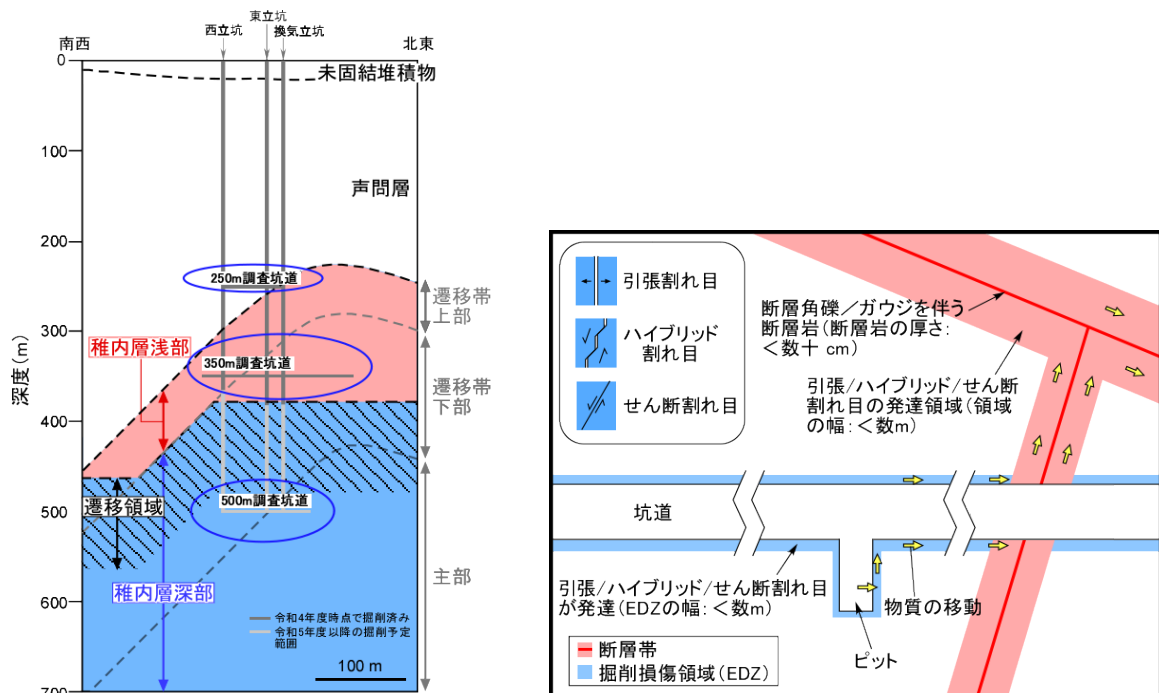 東立坑
西立坑
換気立坑
南西
北東
0
未固結堆積物
100
声問層
200
250m調査坑道
遷移帯
上部
300
稚内層浅部
350m調査坑道
遷移帯
下部
深度(m)
400
遷移領域
500m調査坑道
500
主部
稚内層深部
600
令和4年度時点で掘削済み
令和5年度以降の掘削予定
範囲
100 m
700
引張割れ目
ハイブリッド
割れ目
せん断割れ目
断層角礫/ガウジを伴う
断層岩(断層岩の厚さ:
<数十 cm)
引張/ハイブリッド/せん断
割れ目の発達領域(領域
の幅:<数m)
坑道
引張/ハイブリッド/せん断割れ目
が発達(EDZの幅:<数m)
物質の移動
ピット
断層帯
掘削損傷領域(EDZ)